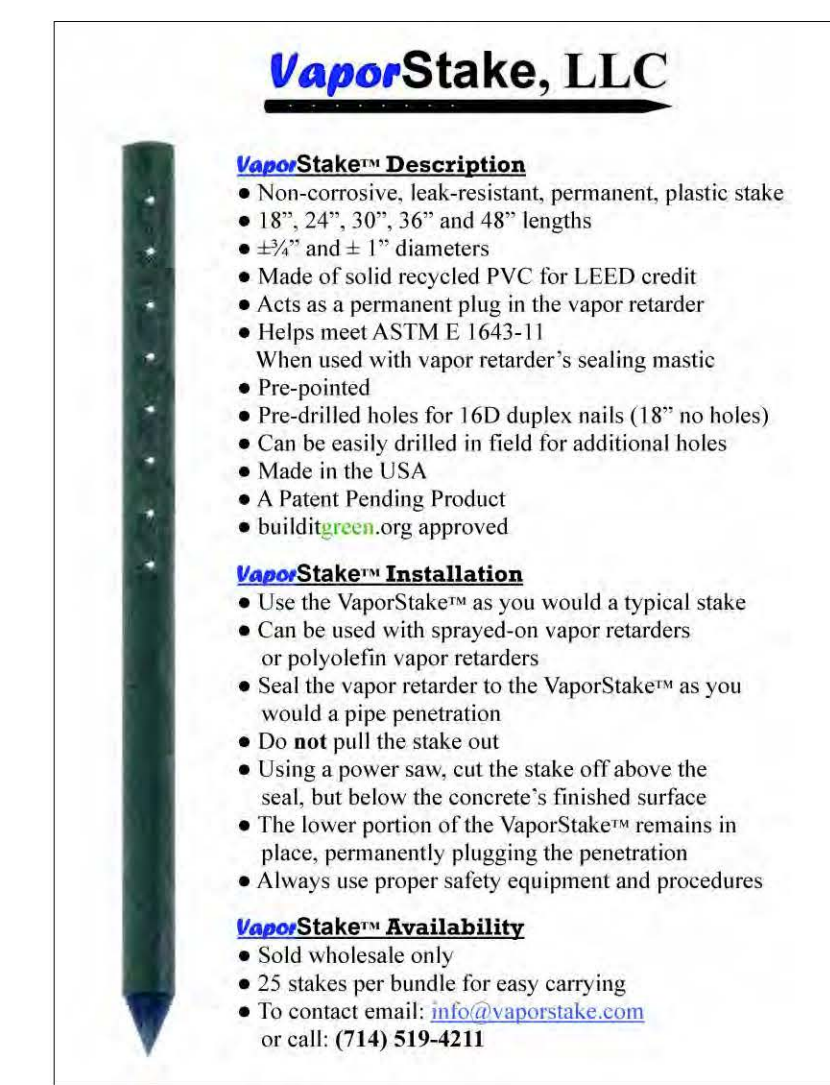 VaporStake, LLC
VaporStake™ Description
● Non-corrosive, leak-resistant, permanent, plastic stake
● 18”, 24”, 30”, 36” and 48” lengths
● ±¾” and ± 1” diameters
● Made of solid recycled PVC for LEED credit
● Acts as a permanent plug in the vapor retarder
● Helps meet ASTM E 1643-11
When used with vapor retarder’s sealing mastic
● Pre-pointed
● Pre-drilled holes for 16D duplex nails (18” no holes)
● Can be easily drilled in field for additional holes
● Made in the USA
● A Patent Pending Product
● builditgreen.org approved
VaporStake™ Installation
● Use the VaporStake™ as you would a typical stake
● Can be used with sprayed-on vapor retarders
or polyolefin vapor retarders
● Seal the vapor retarder to the VaporStake™ as you
would a pipe penetration
● Do not pull the stake out
● Using a power saw, cut the stake off above the
seal, but below the concrete’s finished surface
● The lower portion of the VaporStake™ remains in
place, permanently plugging the penetration
● Always use proper safety equipment and procedures
VaporStake™ Availability
● Sold wholesale only
● 25 stakes per bundle for easy carrying
● To contact email: info@vaporstake.com
or call: (714) 519-4211